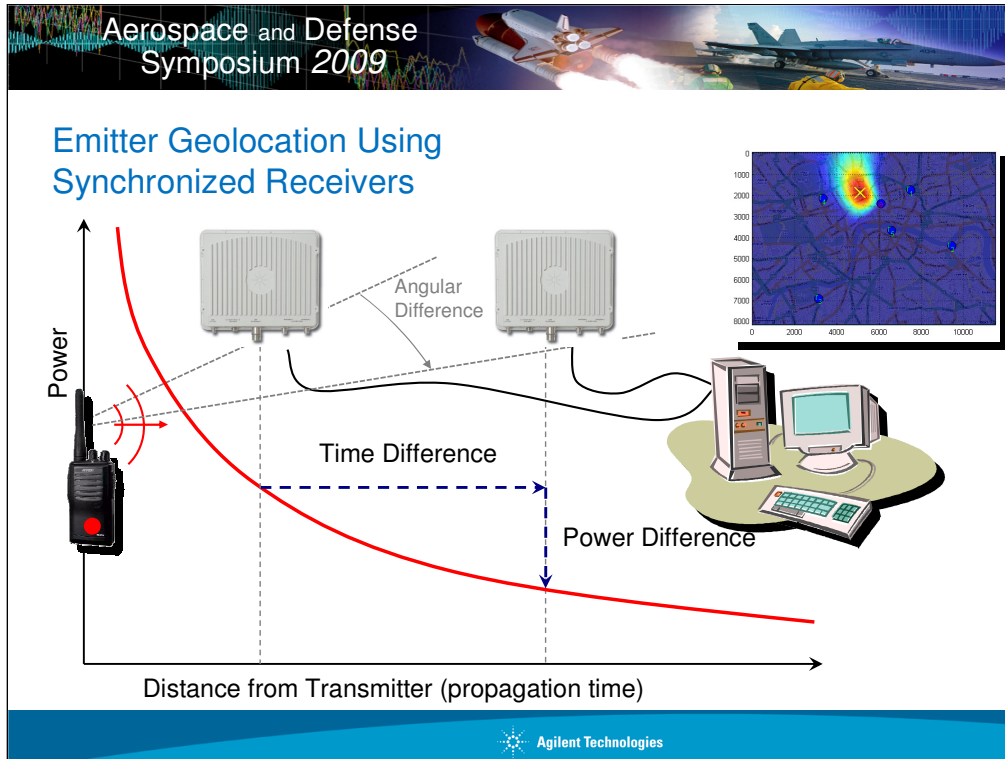 Aerospace and Defense
Symposium 2009
Emitter Geolocation Using
Synchronized Receivers
0
1000
2000
3000
4000
5000
6000
7000
8000
0
2000
4000
6000
8000
10000
Angular
Difference
Power
Time Difference
Power Difference
Distance from Transmitter (propagation time)
Agilent Technologies